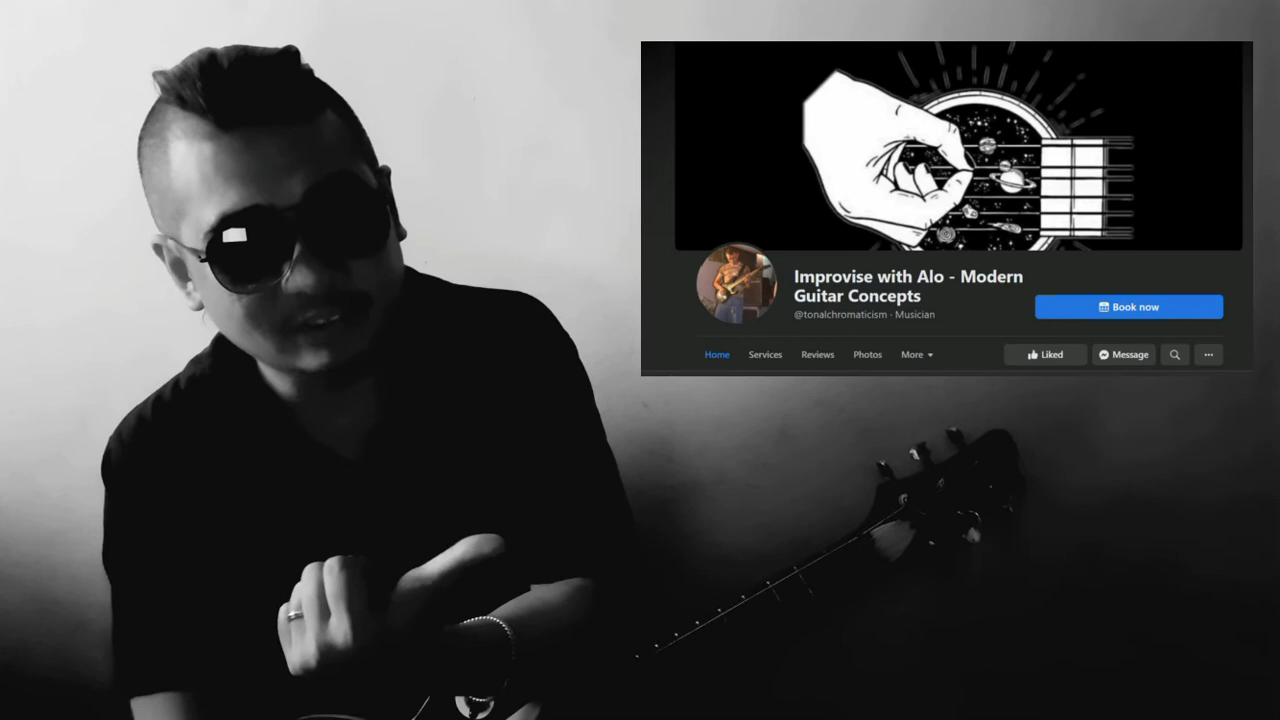 Improvise with Alo - Modern
Guitar Concepts
@tonalchromaticism · Musician
Book now
Home
Services
Reviews
Photos
More
Liked
Message